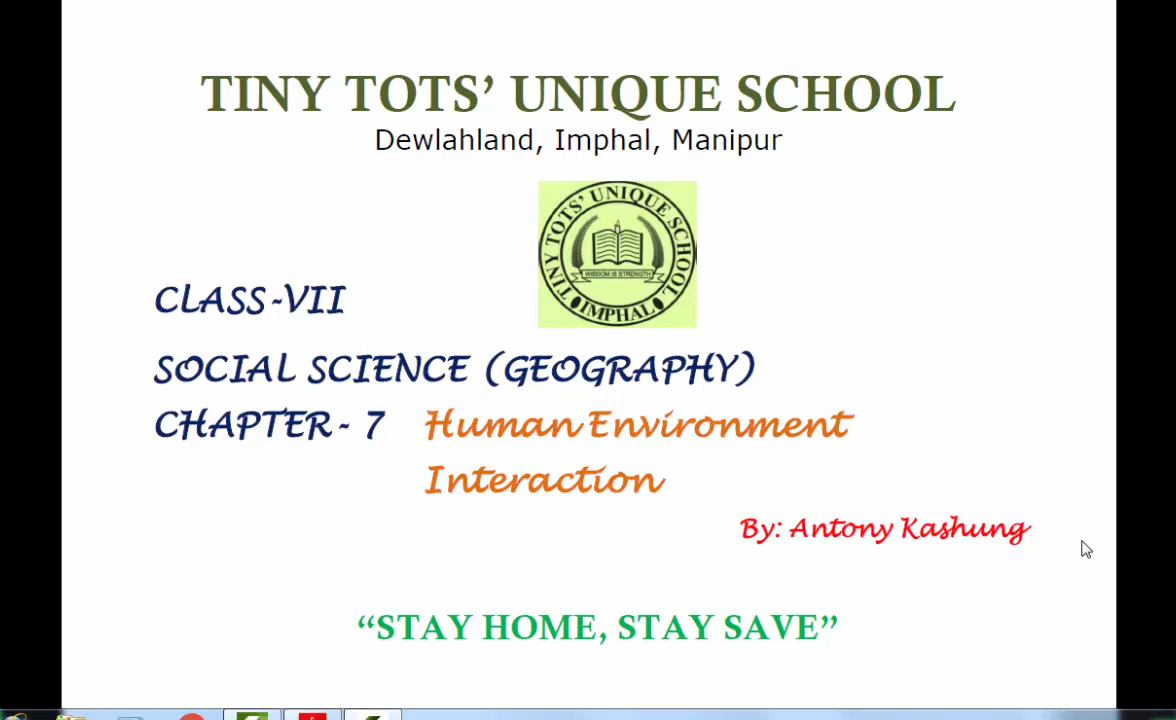 TINY TOTS’ UNIQUE SCHOOL
Dewlahland, Imphal, Manipur
TINY TOTS' UNIQUE SCHOOL
WISDOM IS STRENGTH
IMPHAL
CLASS-VII
SOCIAL SCIENCE (GEOGRAPHY)
CHAPTER- 7 Human Environment
Interaction
By: Antony Kashung
“STAY HOME, STAY SAVE”